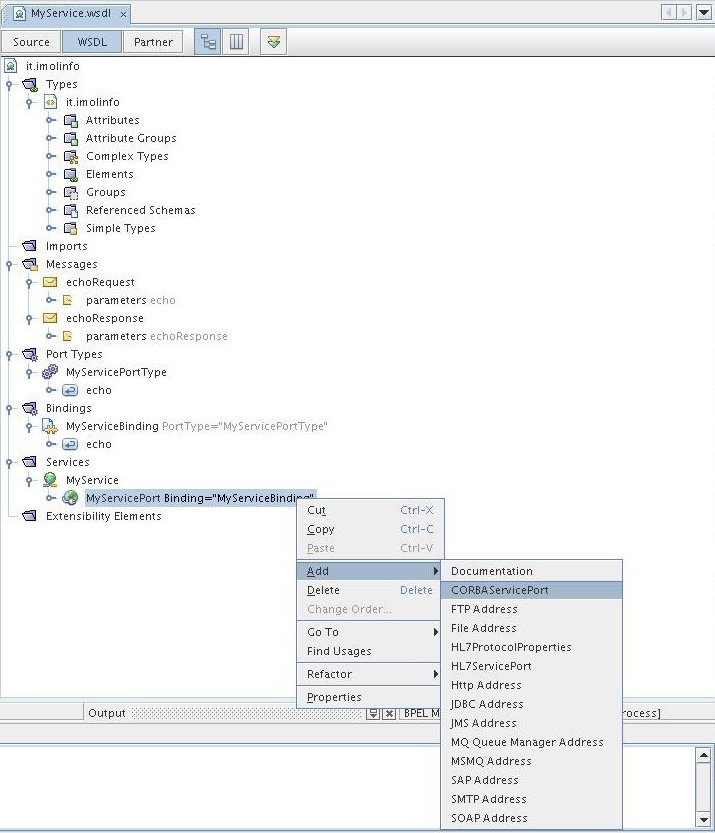 MyService.wsdl
Source WSDL Partner
it.imolinfo
Types
it.imolinfo
Attributes
Attribute Groups
Complex Types
Elements
Groups
Referenced Schemas
Simple Types
Imports
Messages
echoRequest
parameters echo
echoResponse
parameters echoResponse
Port Types
MyServicePortType
echo
Bindings
MyServiceBinding PortType="MyServicePortType"
echo
Services
MyService
MyServicePort Binding="MyServiceBinding"
Extensibility Elements
Cut Ctrl-X
Copy Ctrl-C
Paste Ctrl-V
Add
Delete Delete
Change Order...
Go To
Find Usages
Refactor
Properties
Documentation
CORBAServicePort
FTP Address
File Address
HL7ProtocolProperties
HL7ServicePort
Http Address
JDBC Address
JMS Address
MQ Queue Manager Address
MSMQ Address
SAP Address
SMTP Address
SOAP Address
Output
BPEL M
rocess]